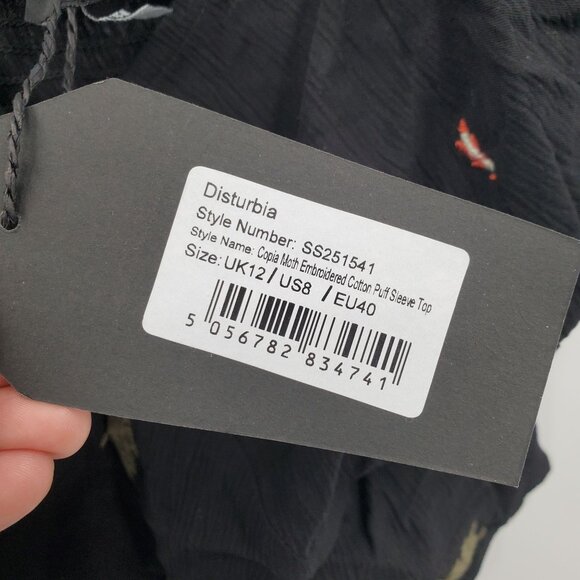 Disturbia
Style Number: SS251541
Style Name: Copia Moth Embroidered Cotton Puff Sleeve Top
Size: UK12/US8 /EU40
5 056782 834741